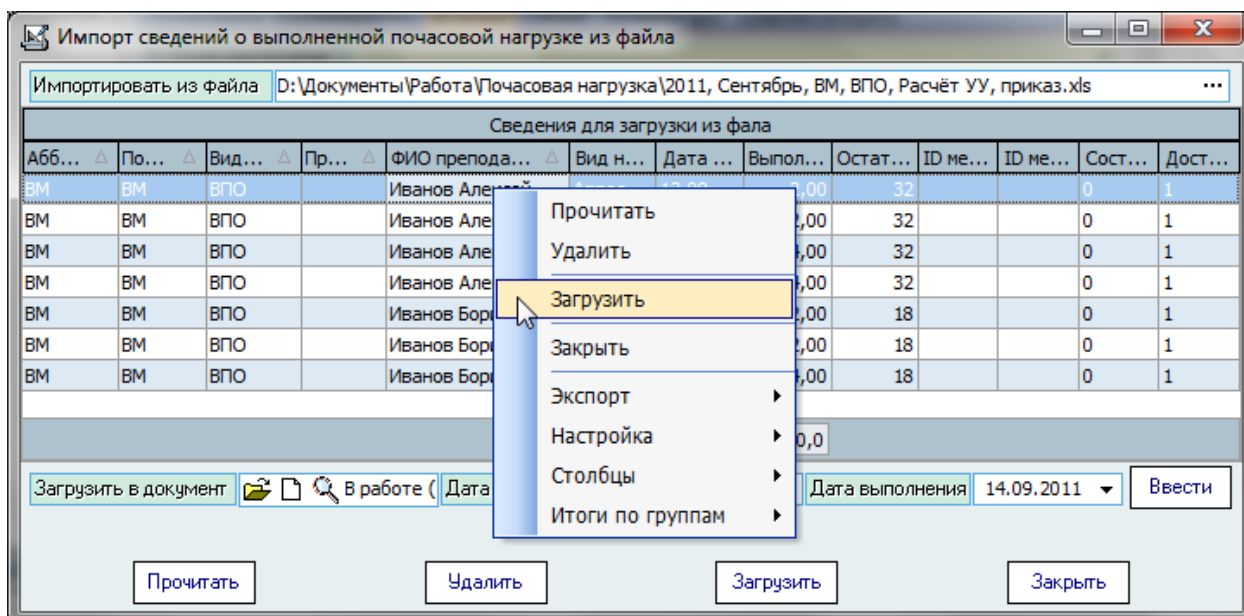 Импорт сведений о выполненной почасовой нагрузке из файла
Импортировать из файла D:\Документы\Работа\Почасовая нагрузка\2011, Сентябрь, ВМ, ВПО, Расчёт УУ, приказ.xls ...
Сведения для загрузки из фала
Абб... По... Вид... Пр... ФИО препода... Вид н... Дата ... Выпол... Остат... ID ме... ID ме... Сост... Дост...
ВМ ВМ ВПО Иванов Алексей 32 0 1
ВМ ВМ ВПО Иванов Але 32 0 1
ВМ ВМ ВПО Иванов Але 32 0 1
ВМ ВМ ВПО Иванов Але 32 0 1
ВМ ВМ ВПО Иванов Бор 18 0 1
ВМ ВМ ВПО Иванов Бор 18 0 1
ВМ ВМ ВПО Иванов Бор 18 0 1
0,0
Прочитать
Удалить
Загрузить
Закрыть
Экспорт
Настройка
Столбцы
Итоги по группам
Загрузить в документ В работе ( Дата Дата выполнения 14.09.2011 Ввести
Прочитать Удалить Загрузить Закрыть